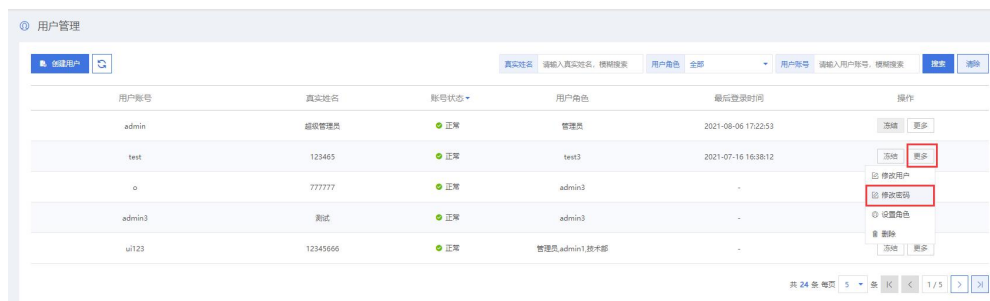 用户管理
创建用户 真实姓名 请输入真实姓名，模糊搜索 用户角色 全部 用户账号 请输入用户账号，模糊搜索 搜索 清除
用户账号 真实姓名 账号状态 用户角色 最后登录时间 操作
admin 超级管理员 正常 管理员 2021-08-06 17:22:53 冻结 更多
test 123465 正常 test3 2021-07-16 16:38:12 冻结 更多
修改用户
o 777777 正常 admin3 -
修改密码
设置角色
admin3 测试 正常 admin3 -
删除
ui123 12345666 正常 管理员,admin1,技术部 - 冻结 更多
共 24 条 每页 5 条 1/5